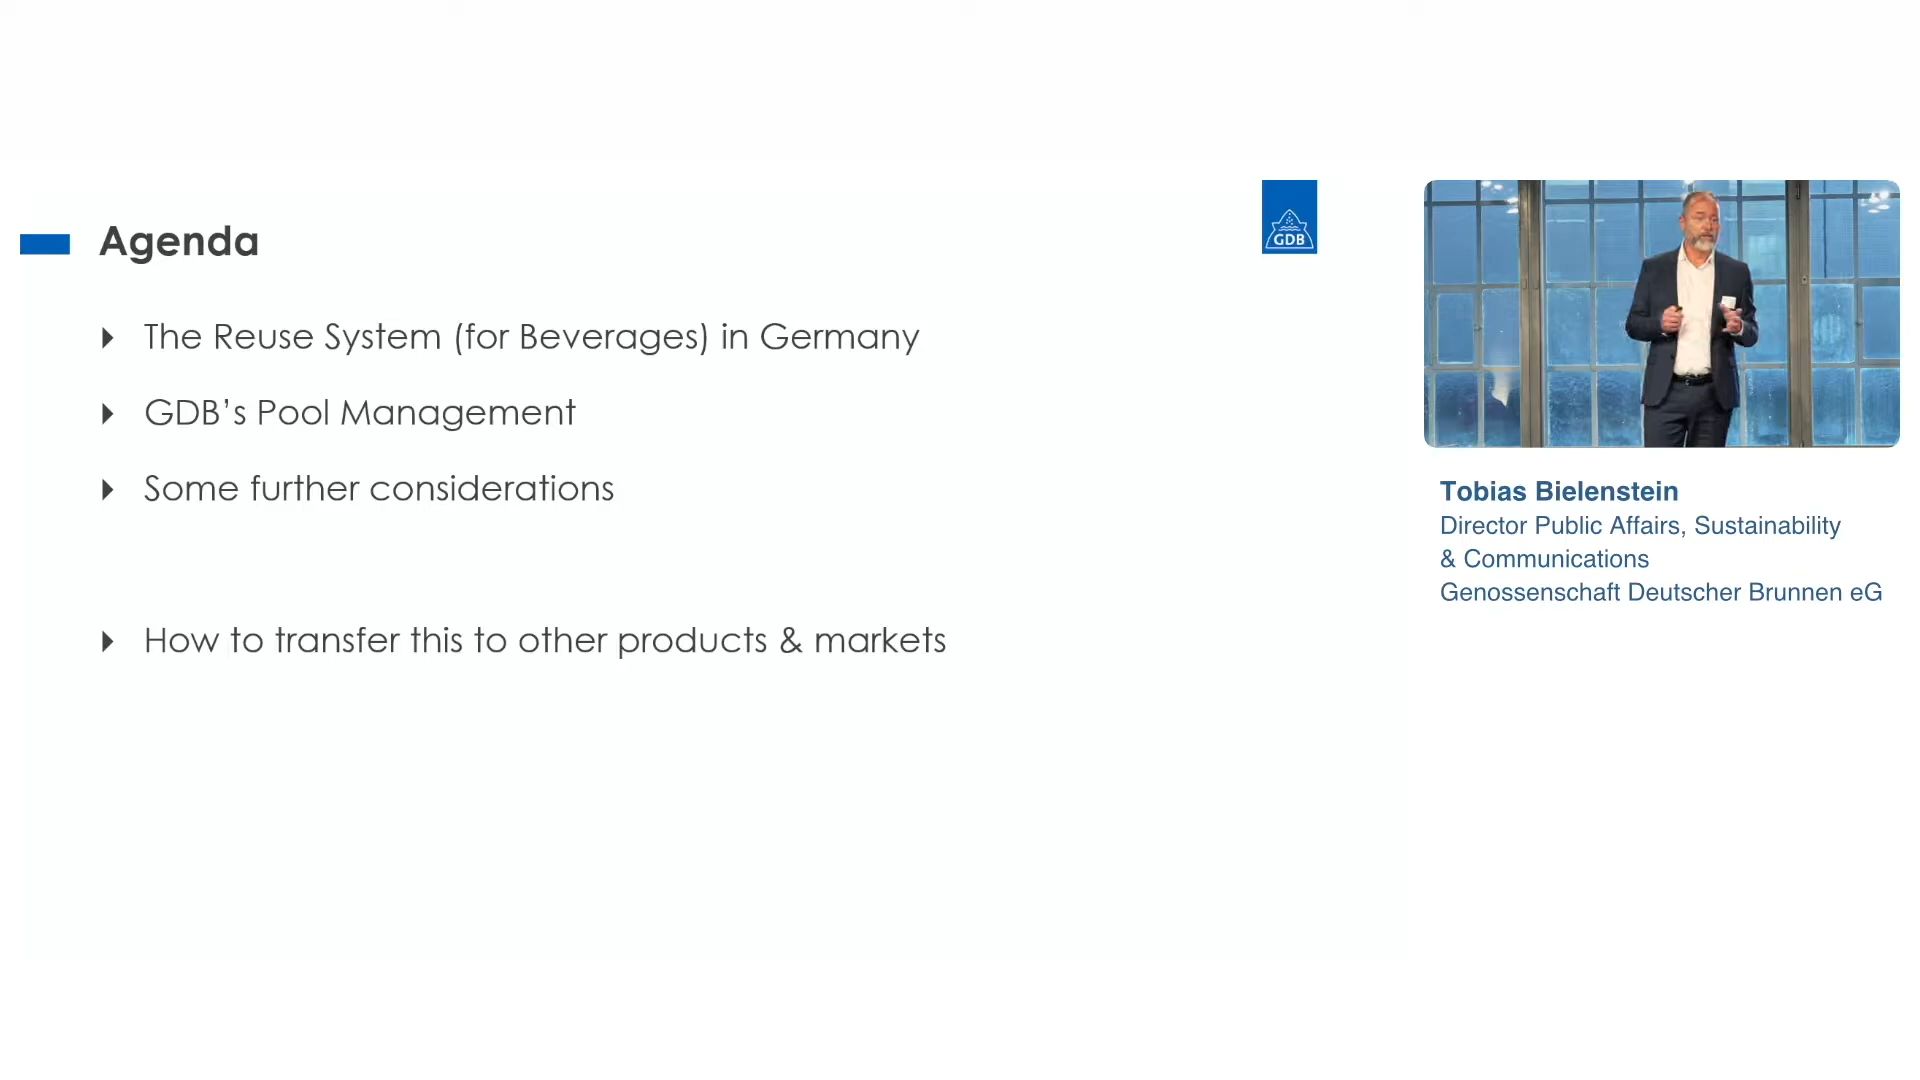 Agenda
The Reuse System (for Beverages) in Germany
GDB’s Pool Management
Some further considerations
How to transfer this to other products & markets
GDB
Tobias Bielenstein
Director Public Affairs, Sustainability
& Communications
Genossenschaft Deutscher Brunnen eG